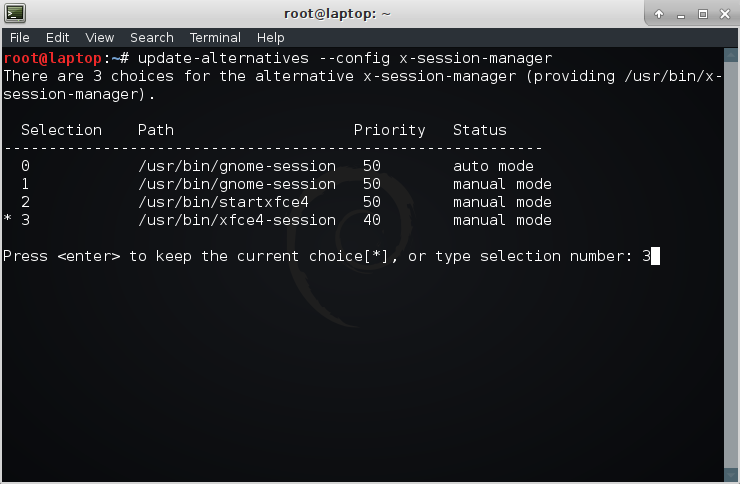 root@laptop: ~
File Edit View Search Terminal Help
root@laptop:~# update-alternatives --config x-session-manager
There are 3 choices for the alternative x-session-manager (providing /usr/bin/x-
session-manager).
Selection Path Priority Status
------------------------------------------------------------
0 /usr/bin/gnome-session 50 auto mode
1 /usr/bin/gnome-session 50 manual mode
2 /usr/bin/startxfce4 50 manual mode
* 3 /usr/bin/xfce4-session 40 manual mode
Press <enter> to keep the current choice[*], or type selection number: 3